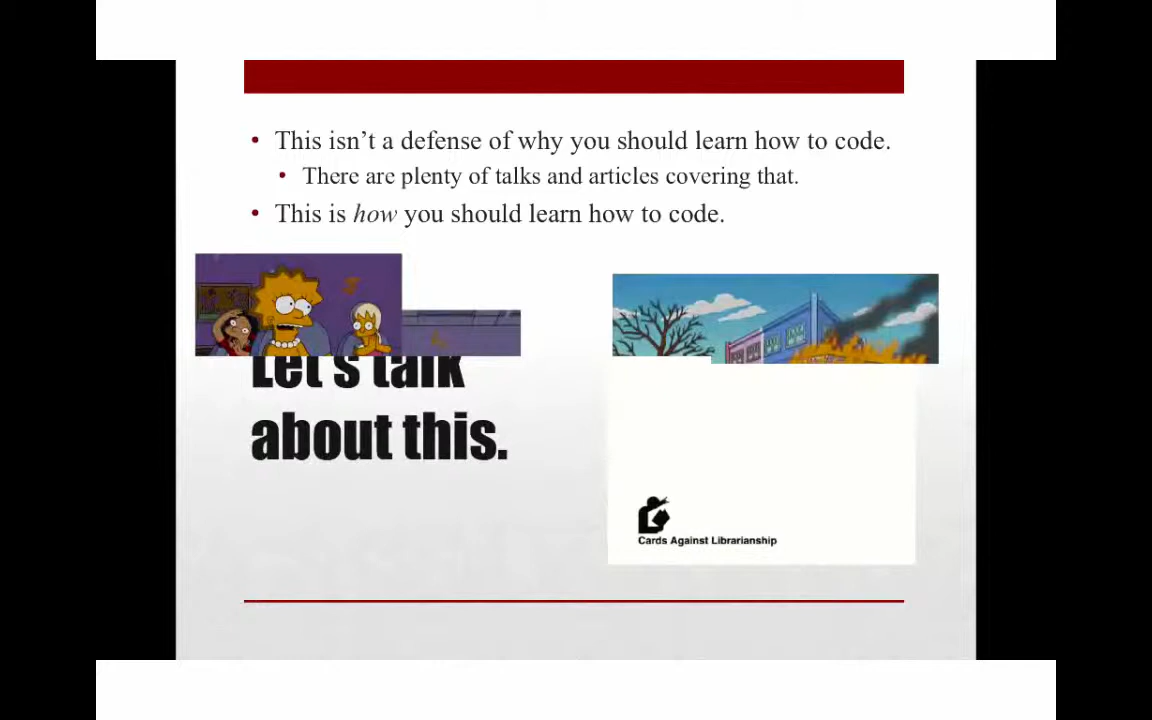 This isn’t a defense of why you should learn how to code.
There are plenty of talks and articles covering that.
This is how you should learn how to code.
Let's talk
about this.
Cards Against Librarianship